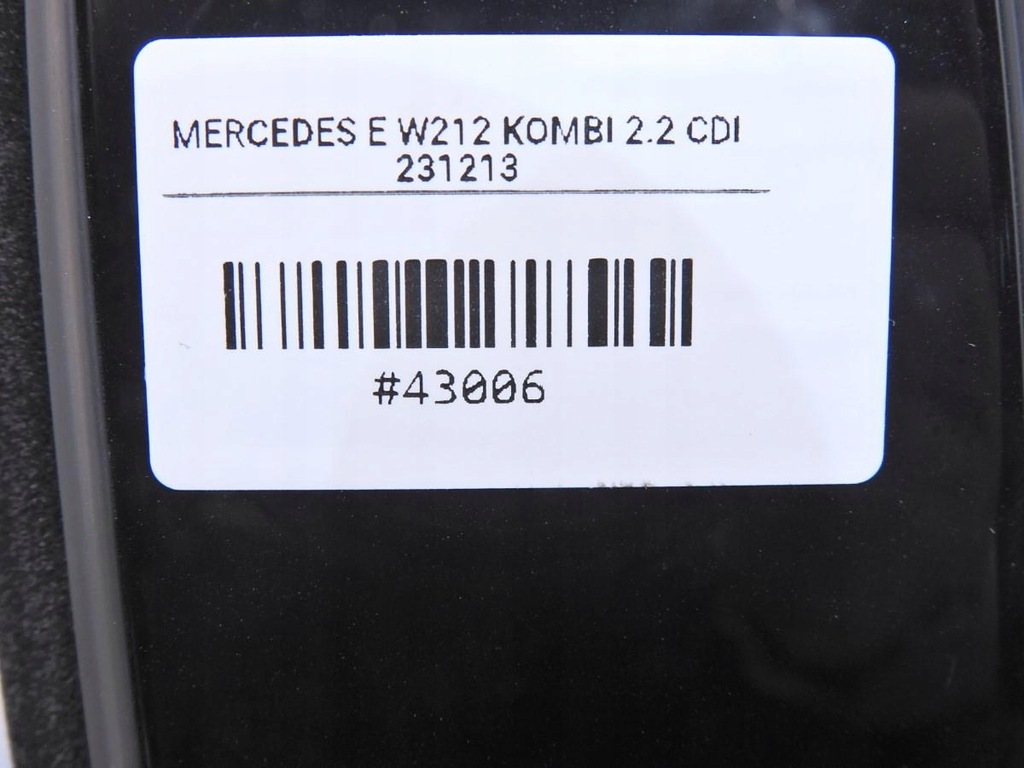 MERCEDES E W212 KOMBI 2.2 CDI
231213
#43006